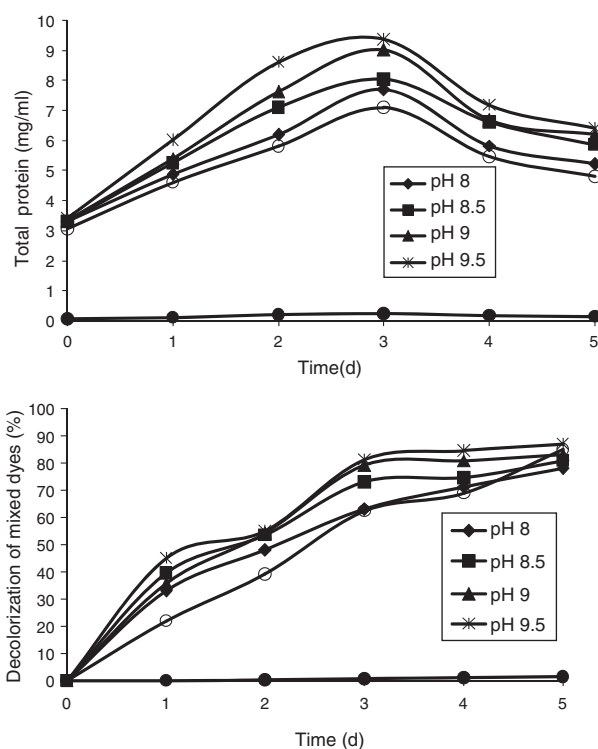 Total protein (mg/ml)
10
9
8
7
6
5
4
3
2
1
0
pH 8
pH 8.5
pH 9
pH 9.5
0 1 2 3 4 5
Time(d)
Decolorization of mixed dyes (%)
100
90
80
70
60
50
40
30
20
10
0
pH 8
pH 8.5
pH 9
pH 9.5
0 1 2 3 4 5
Time (d)